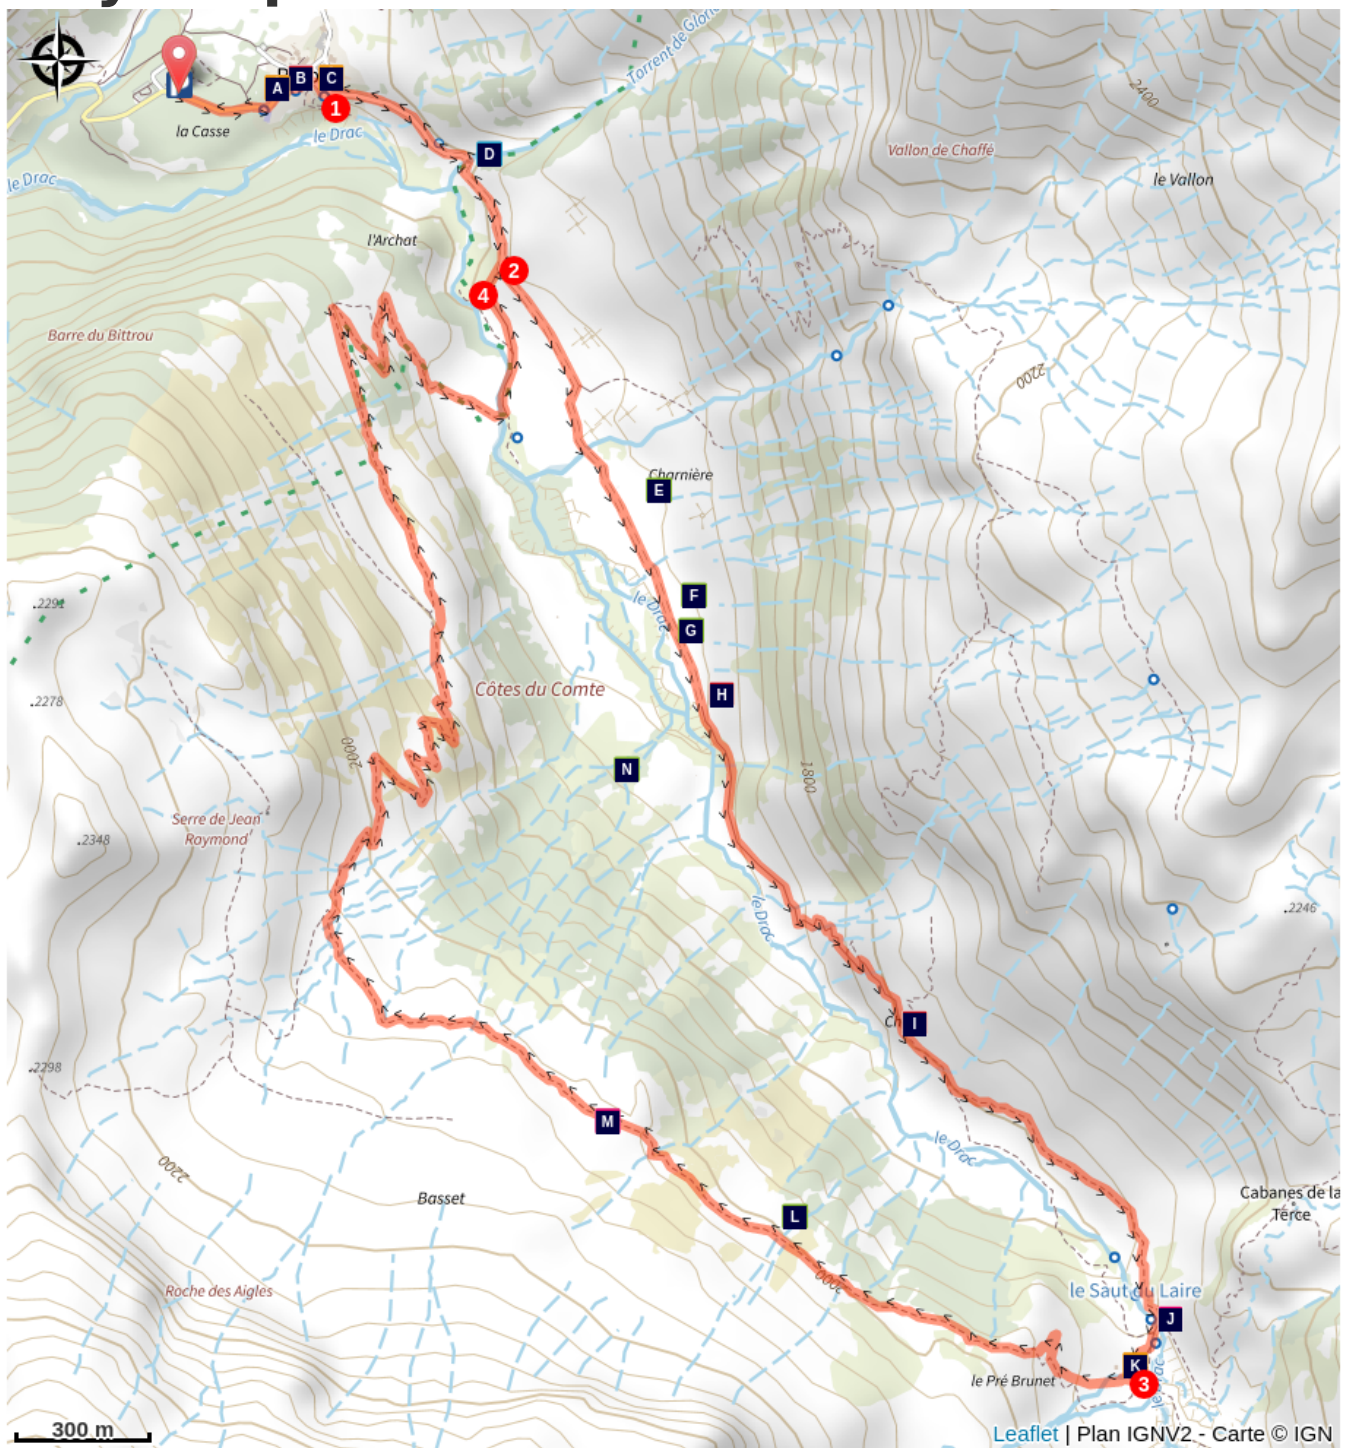 A
B
C
1
la Casse
le Drac
D
Torrent de
2400
Vallon de Chaffé
le Vallon
le Drac
l'Archat
2
4
Barre du Bittrou
2200
Charnière
E
.2291
F
le Drac
G
.2278
Côtes du Comte
H
2000
N
1800
Serre de Jean
Raymond
.2348
le Drac
.2246
I
.2298
M
le Drac
2200
Basset
L
Cabanes de la
Terce
2000
Roche des Aigles
le Saut du Laire
J
K
le Pré Brunet
3
300 m
Leaflet | Plan IGNV2 - Carte © IGN